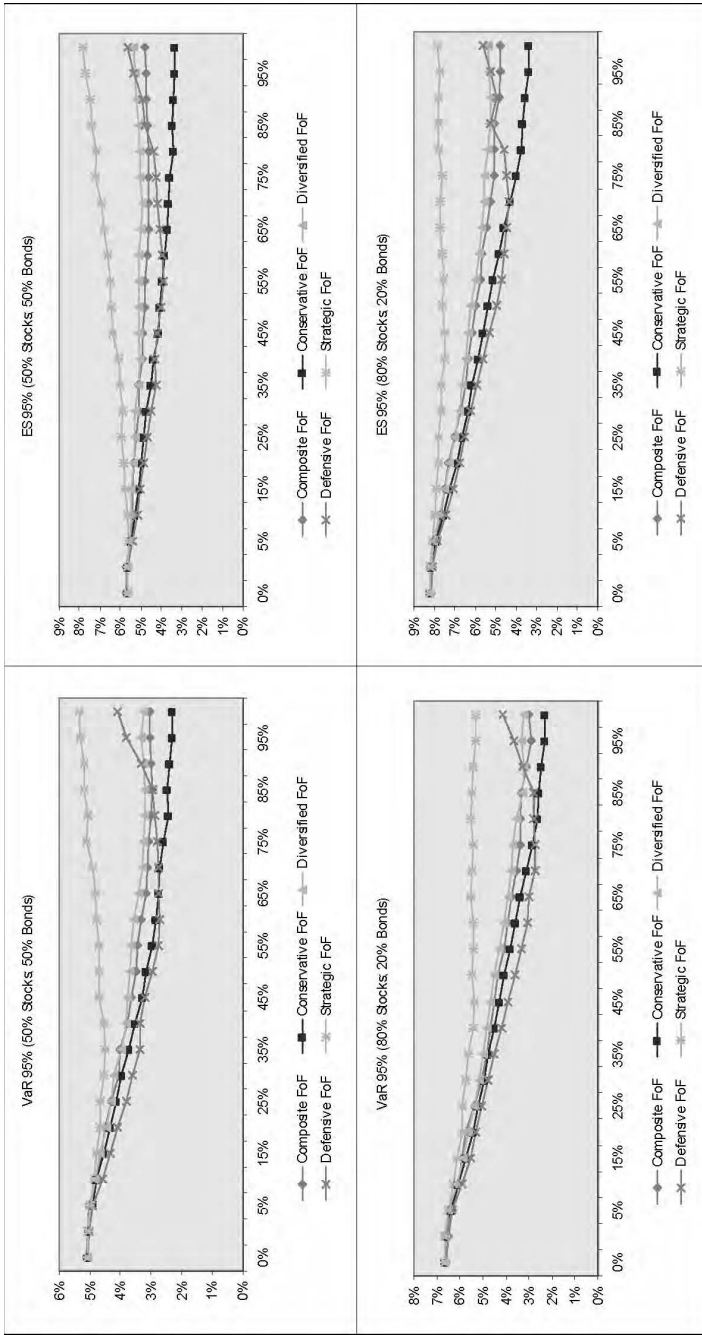 VaR 95% (50% Stocks; 50% Bonds)
6%
5%
4%
3%
2%
1%
0%
0% 5% 15% 25% 35% 45% 55% 65% 75% 85% 95%
Composite FoF Conservative FoF Diversified FoF
Defensive FoF Strategic FoF
ES 95% (50% Stocks; 50% Bonds)
9%
8%
7%
6%
5%
4%
3%
2%
1%
0%
0% 5% 15% 25% 35% 45% 55% 65% 75% 85% 95%
Composite FoF Conservative FoF Diversified FoF
Defensive FoF Strategic FoF
VaR 95% (80% Stocks; 20% Bonds)
8%
7%
6%
5%
4%
3%
2%
1%
0%
0% 5% 15% 25% 35% 45% 55% 65% 75% 85% 95%
Composite FoF Conservative FoF Diversified FoF
Defensive FoF Strategic FoF
ES 95% (80% Stocks; 20% Bonds)
9%
8%
7%
6%
5%
4%
3%
2%
1%
0%
0% 5% 15% 25% 35% 45% 55% 65% 75% 85% 95%
Composite FoF Conservative FoF Diversified FoF
Defensive FoF Strategic FoF